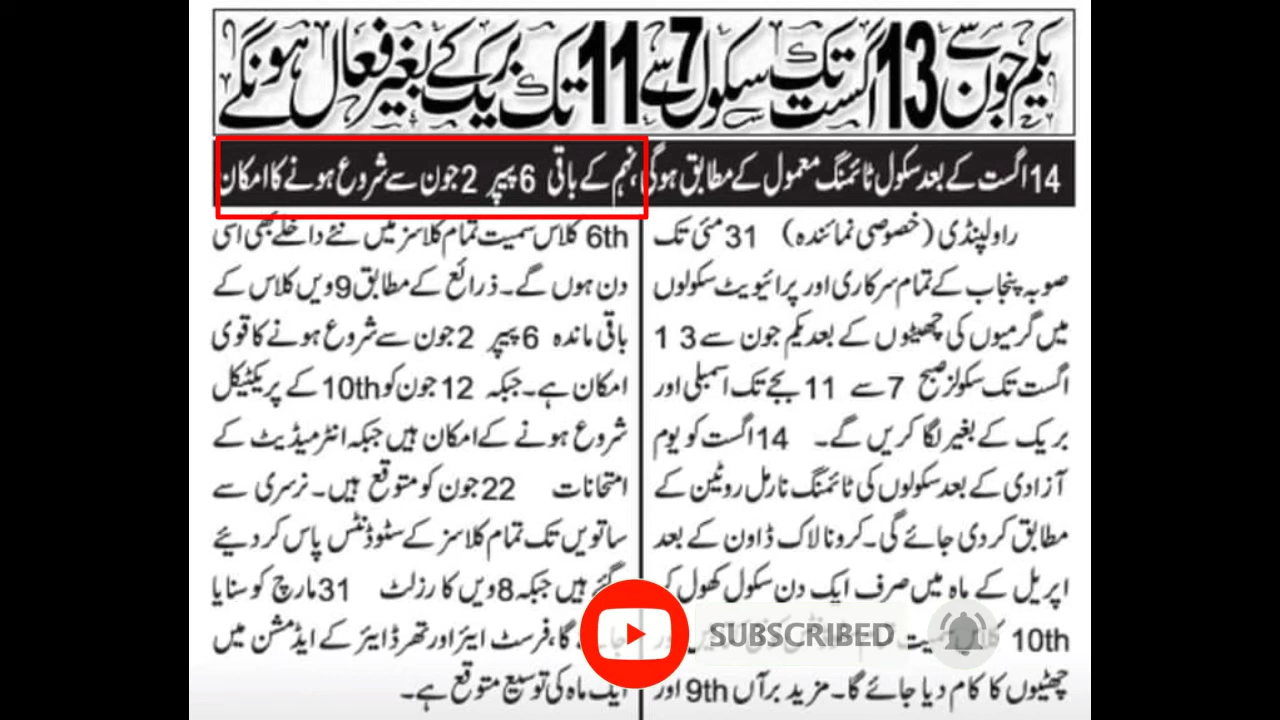 یکم جون سے 13 اگست تک سکول 7 سے 11 تک بریک کے بغیر فعال ہونگے
14 اگست کے بعد سکول ٹائمنگ معمول کے مطابق ہوگی، نہم کے باقی 6 پیپر 2 جون سے شروع ہونے کا امکان
راولپنڈی (خصوصی نمائندہ) 31 مئی تک
صوبہ پنجاب کے تمام سرکاری اور پرائیویٹ سکولوں
میں گرمیوں کی چھٹیوں کے بعد یکم جون سے 13
اگست تک سکولز صبح 7 سے 11 بجے تک اسمبلی اور
بریک کے بغیر لگا کریں گے۔ 14 اگست کو یوم
آزادی کے بعد سکولوں کی ٹائمنگ نارمل روٹین کے
مطابق کر دی جائے گی۔ کرونا لاک ڈاون کے بعد
اپریل کے ماہ میں صرف ایک دن سکول کھول کر
10th کلاس سمیت
چھٹیوں کا کام دیا جائے گا۔ مزید برآں 9th اور
6th کلاس سمیت تمام کلاسز میں نئے داخلے بھی اسی
دن ہوں گے۔ ذرائع کے مطابق 9ویں کلاس کے
باقی ماندہ 6 پیپر 2 جون سے شروع ہونے کا قوی
امکان ہے۔ جبکہ 12 جون کو 10th کے پریکٹیکل
شروع ہونے کے امکان ہیں جبکہ انٹرمیڈیٹ کے
امتحانات 22 جون کو متوقع ہیں۔ نرسری سے
ساتویں تک تمام کلاسز کے سٹوڈنٹس پاس کر دیئے
گئے ہیں جبکہ 8ویں کا رزلٹ 31 مارچ کو سنایا
جائے گا، فرسٹ ایئر اور تھرڈ ایئر کے ایڈمشن میں
ایک ماہ کی توسیع متوقع ہے۔
SUBSCRIBED